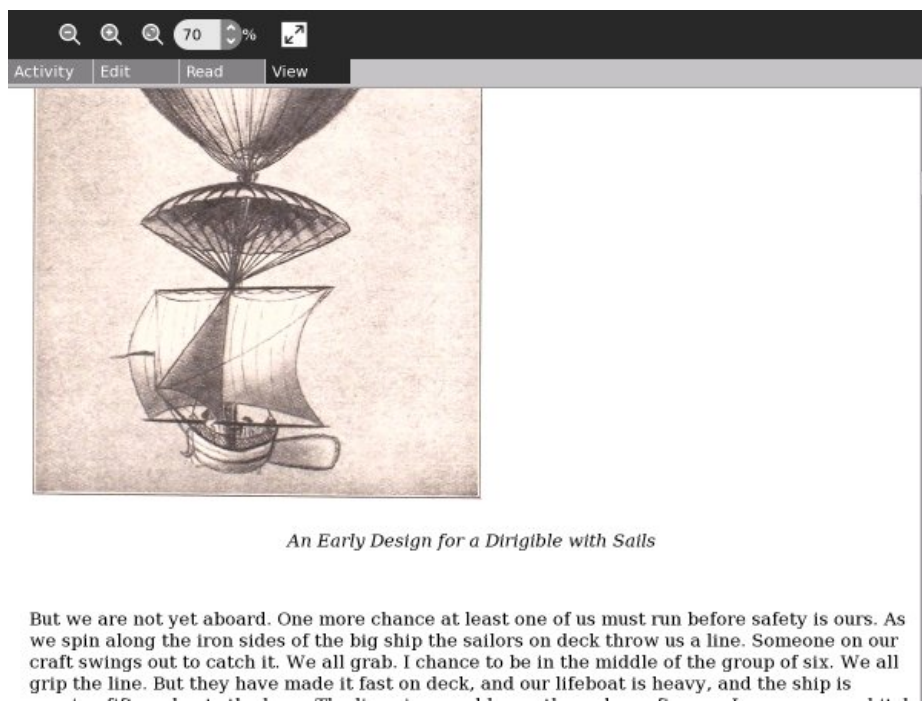 70 %
Activity Edit Read View
An Early Design for a Dirigible with Sails
But we are not yet aboard. One more chance at least one of us must run before safety is ours. As
we spin along the iron sides of the big ship the sailors on deck throw us a line. Someone on our
craft swings out to catch it. We all grab. I chance to be in the middle of the group of six. We all
grip the line. But they have made it fast on deck, and our lifeboat is heavy, and the ship is